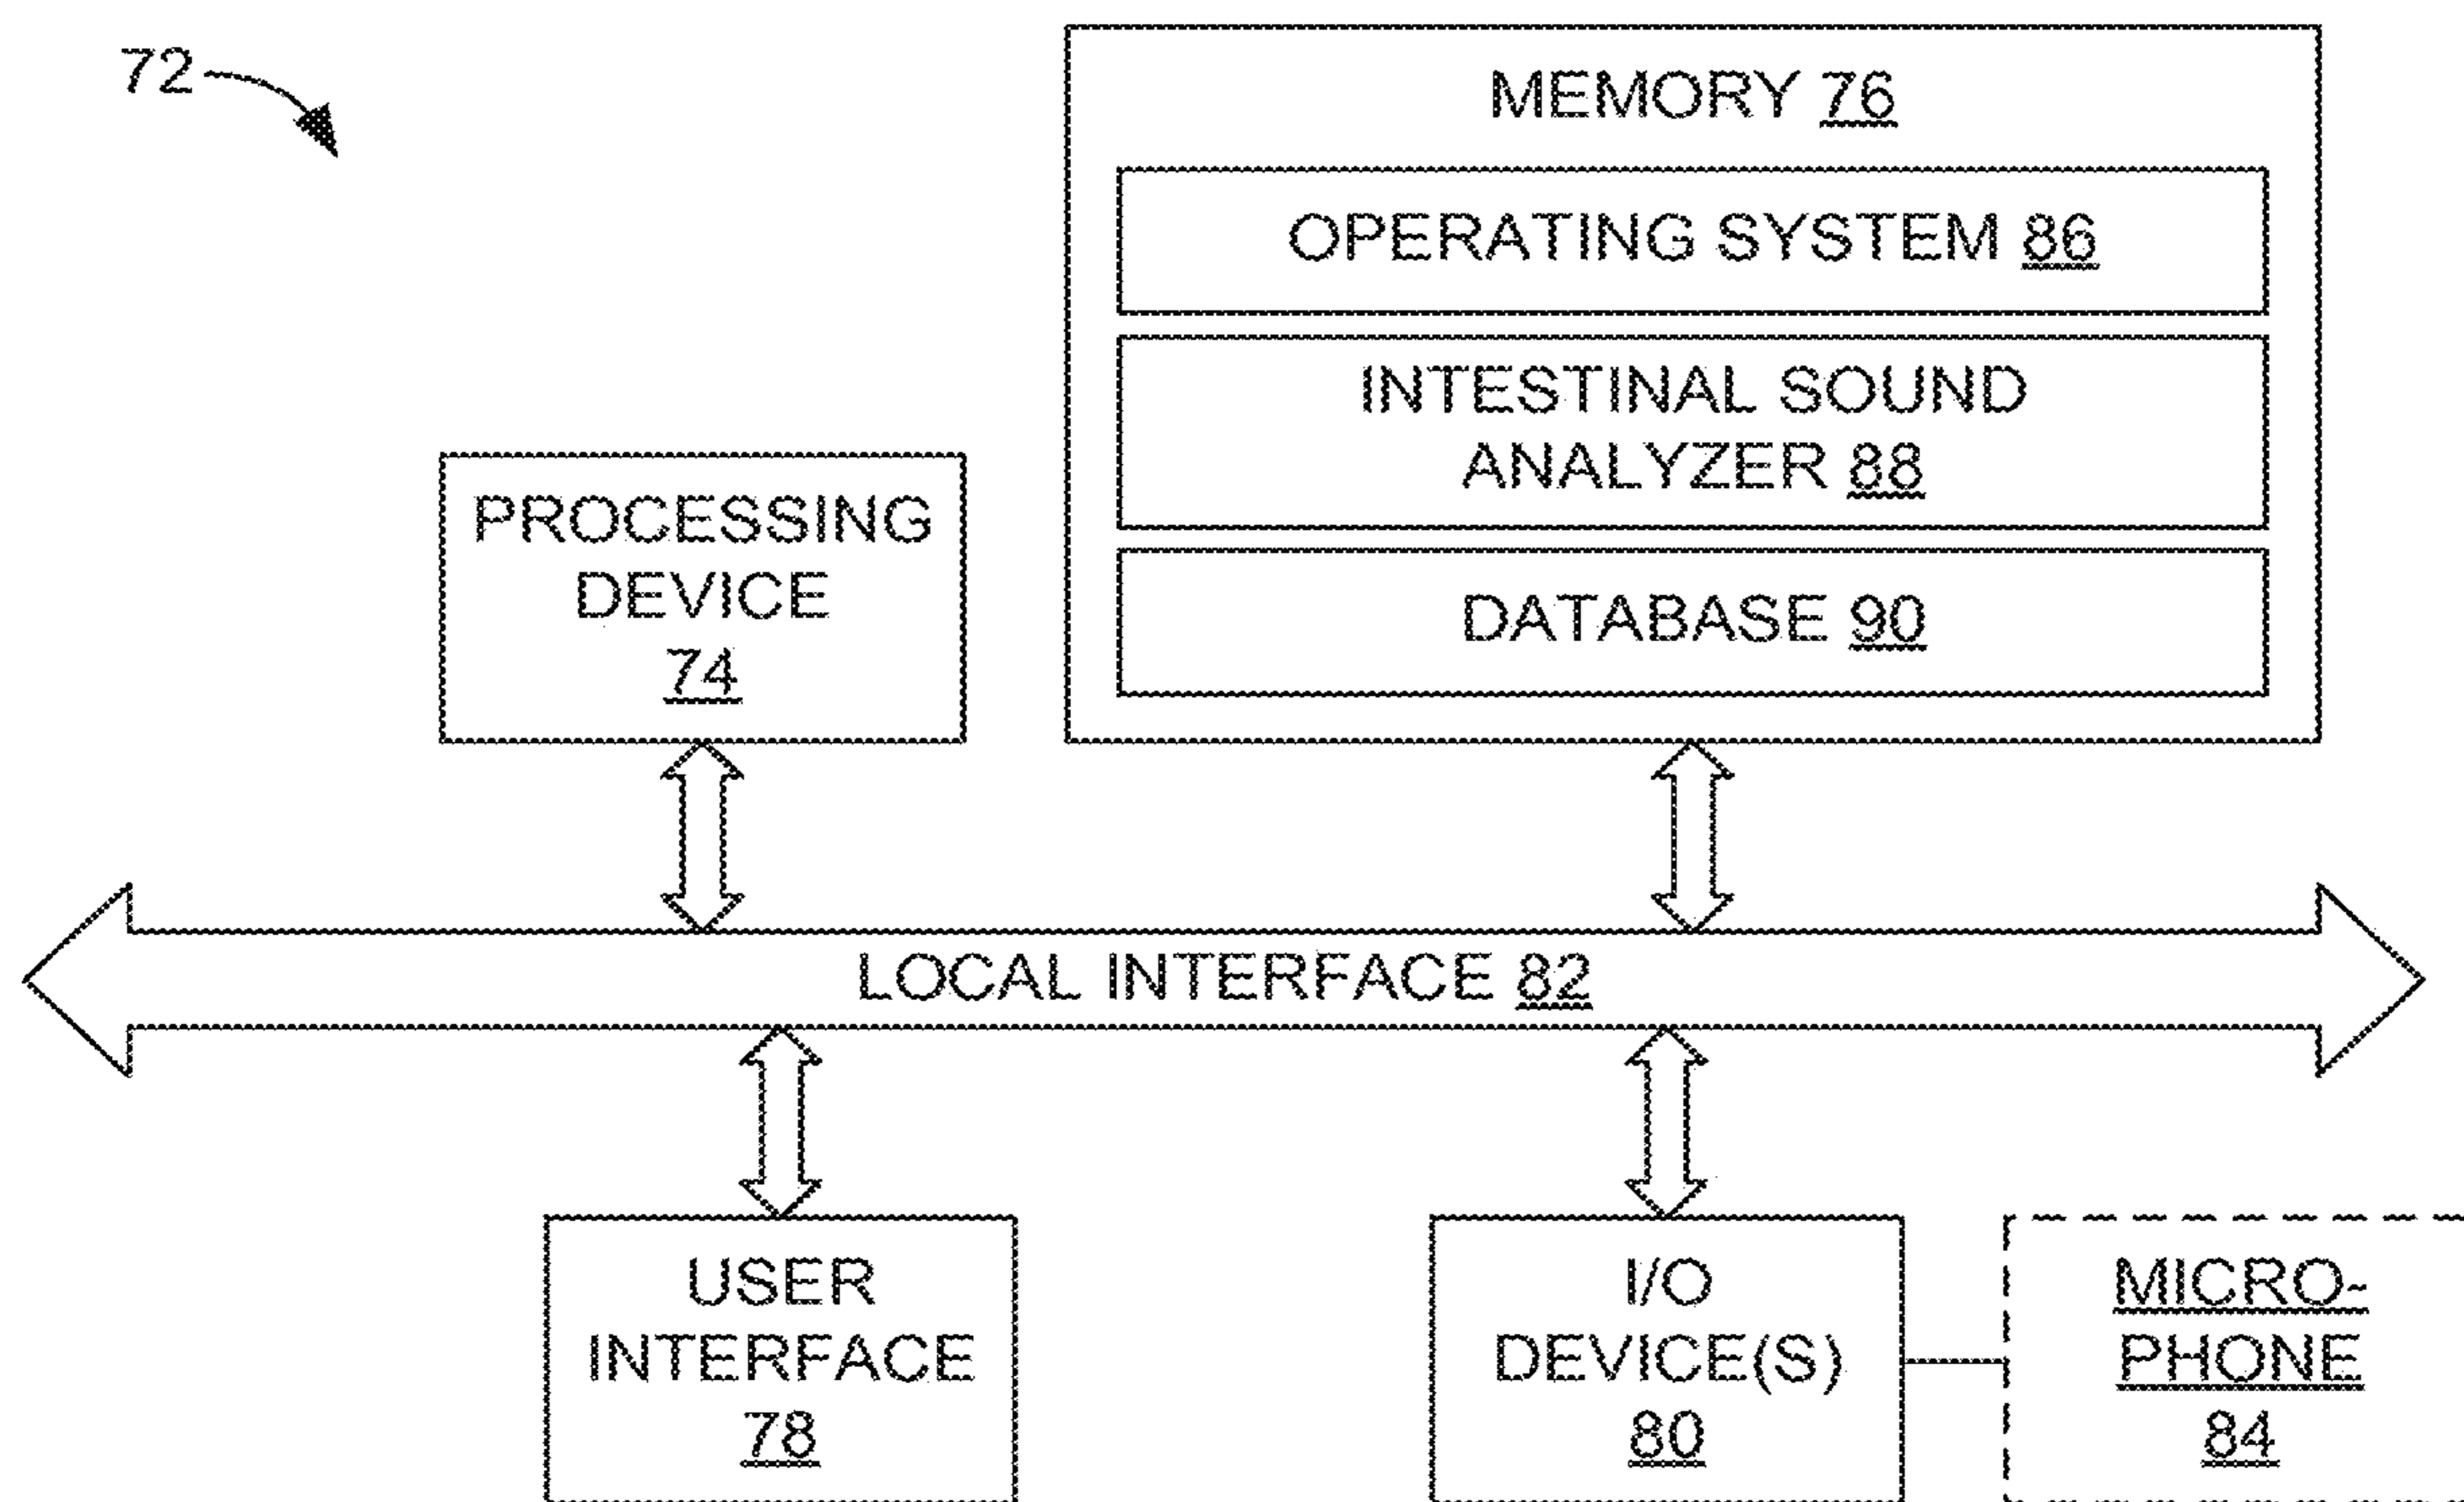 72
MEMORY 76
OPERATING SYSTEM 86
INTESTINAL SOUND
ANALYZER 88
DATABASE 90
PROCESSING
DEVICE
74
LOCAL INTERFACE 82
USER
INTERFACE
78
I/O
DEVICE(S)
80
MICRO-
PHONE
84